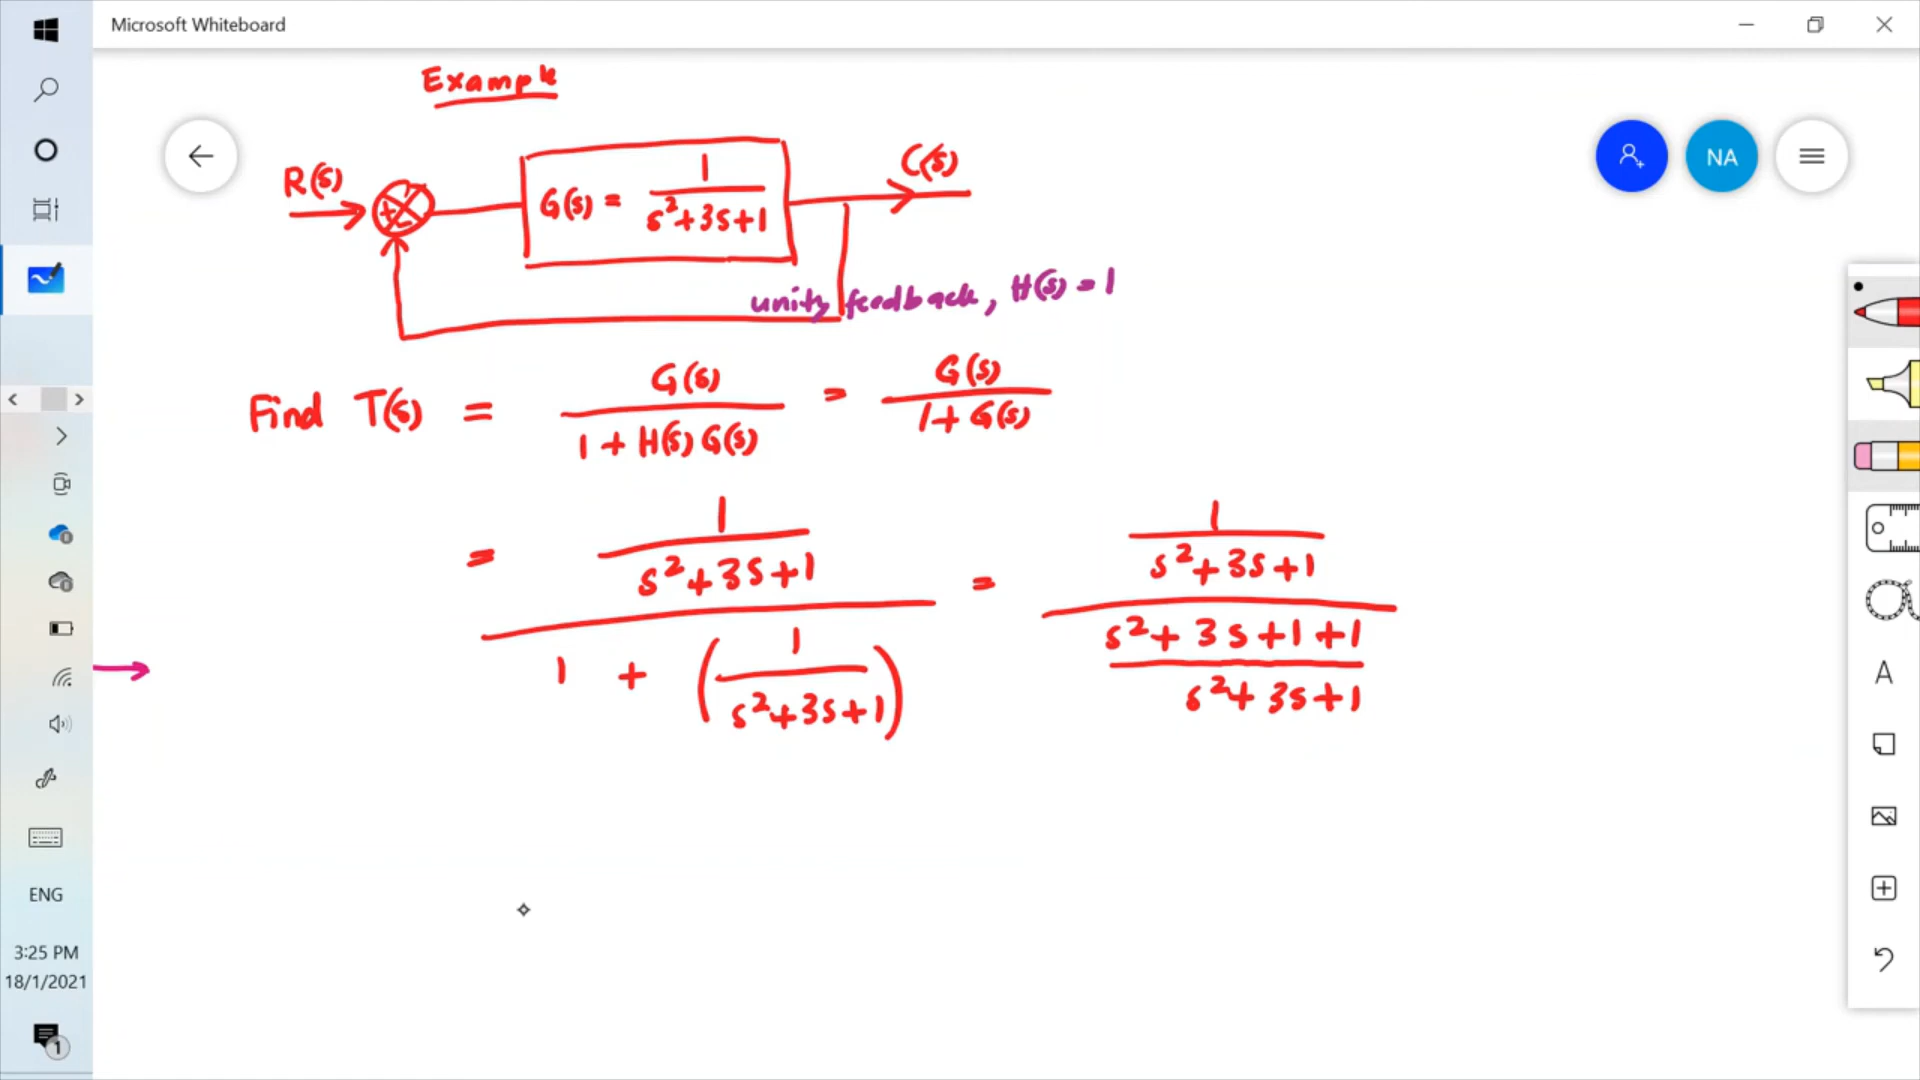 Microsoft Whiteboard
Example
R(s)
+
-
G(s) = 1 / (s²+3s+1)
C(s)
unity feedback, H(s) = 1
Find T(s) = G(s) / (1 + H(s) G(s)) = G(s) / (1 + G(s))
= (1 / (s²+3s+1)) / (1 + (1 / (s²+3s+1))) = (1 / (s²+3s+1)) / ((s²+3s+1+1) / (s²+3s+1))
NA
A
ENG
3:25 PM
18/1/2021
1